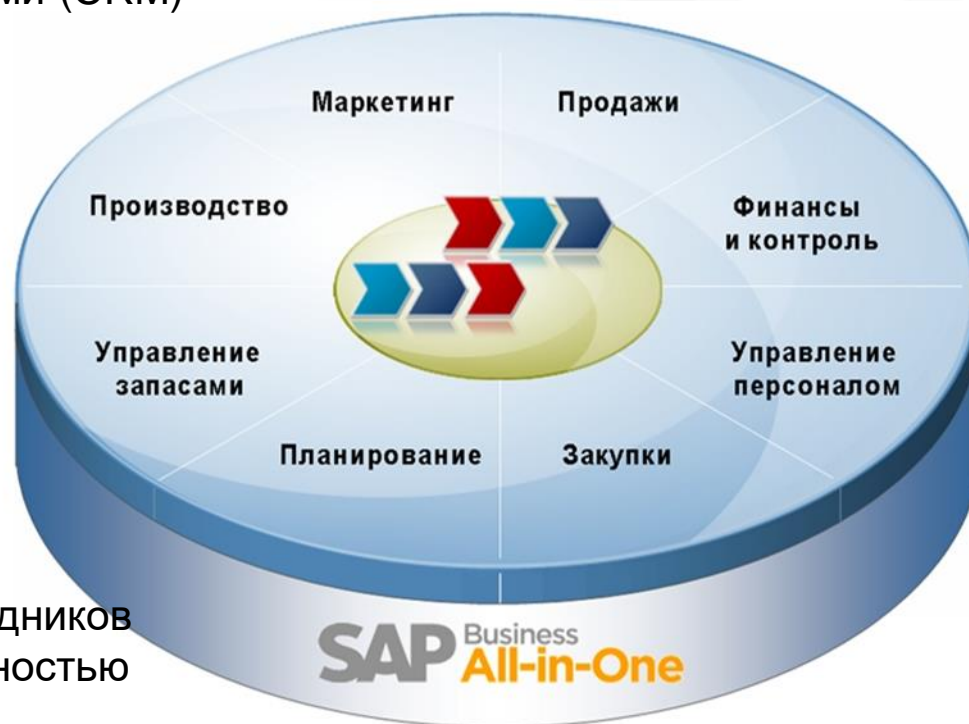 ми (CRM)
Маркетинг
Продажи
Производство
Финансы
и контроль
Управление
запасами
Управление
персоналом
Планирование
Закупки
дников
ностью
SAP Business
All-in-One